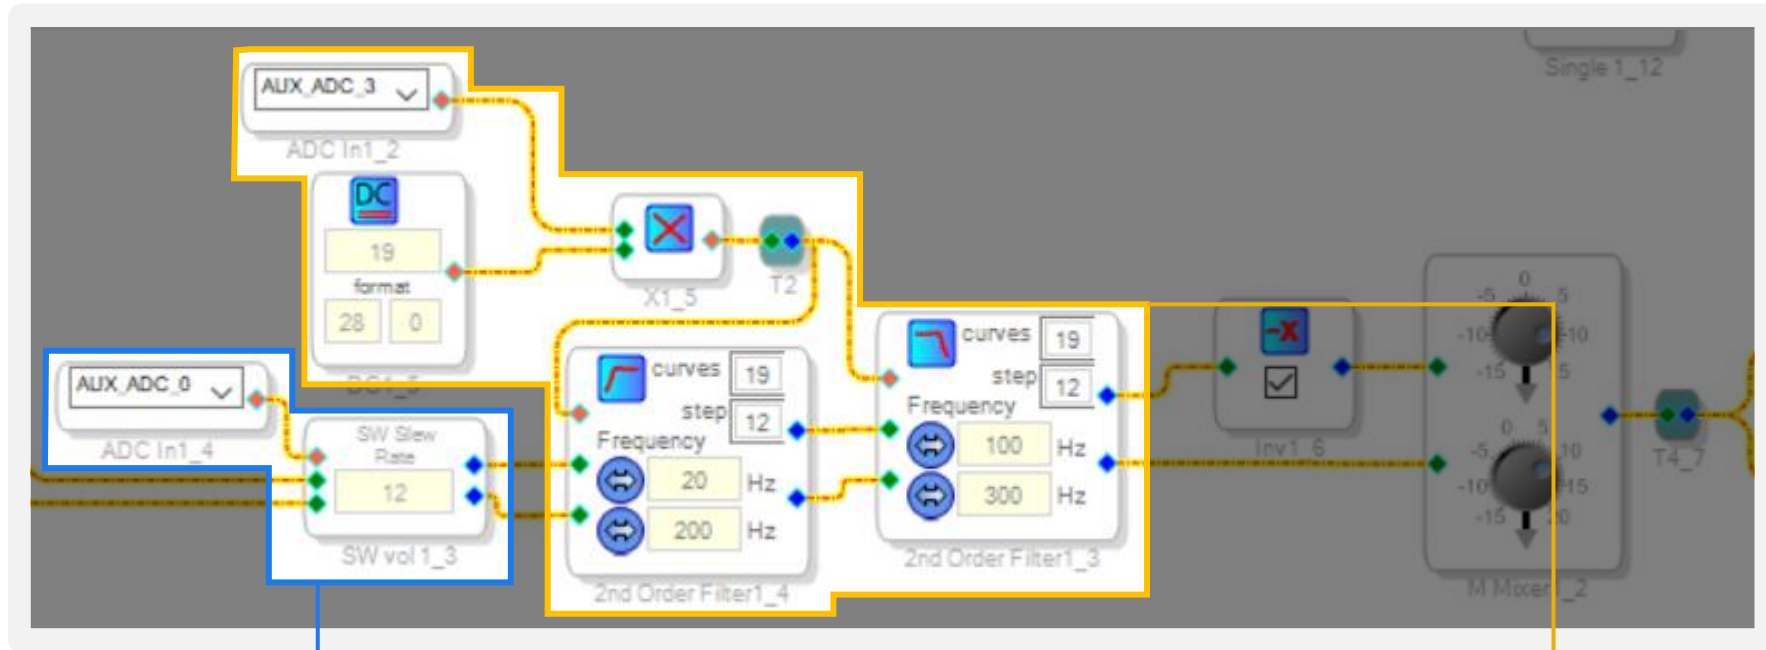 Single 1_12
AUX_ADC_3
ADC In1_2
DC
19
format
28 0
DC1_5
X1_5
T2
AUX_ADC_0
ADC In1_4
SW Slew
Rate
12
SW vol 1_3
curves 19
step 12
Frequency
20 Hz
200 Hz
2nd Order Filter1_4
curves 19
step 12
Frequency
100 Hz
300 Hz
2nd Order Filter1_3
-X
Inv1_6
0
-5 5
-10 10
-15 15
0 5
-5 10
-10 15
-15 20
M Mixer1_2
T4_7